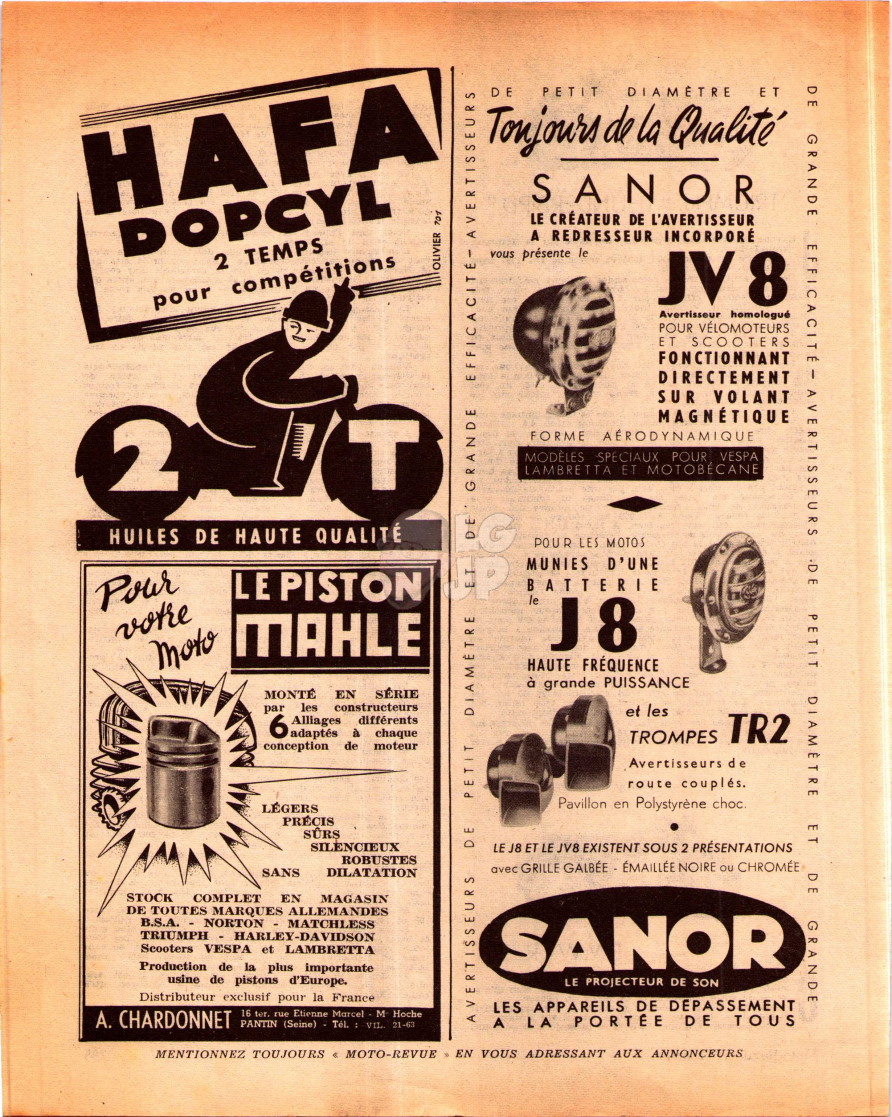 HAFA
DOPCYL
2 TEMPS
pour compétitions
OLIVIER 701
2 T
HUILES DE HAUTE QUALITÉ
Pour
votre
Moto
LE PISTON
MAHLE
MONTÉ EN SÉRIE
par les constructeurs
6 Alliages différents
adaptés à chaque
conception de moteur
LÉGERS
PRÉCIS
SÛRS
SILENCIEUX
ROBUSTES
SANS DILATATION
STOCK COMPLET EN MAGASIN
DE TOUTES MARQUES ALLEMANDES
B.S.A. - NORTON - MATCHLESS
TRIUMPH - HARLEY-DAVIDSON
Scooters VESPA et LAMBRETTA
Production de la plus importante
usine de pistons d'Europe.
Distributeur exclusif pour la France
A. CHARDONNET
16 ter. rue Etienne Marcel - Mº Hoche
PANTIN (Seine) - Tél. : VIL. 21-63
AVERTISSEURS DE PETIT DIAMÈTRE ET DE GRANDE EFFICACITÉ - AVERTISSEURS
DE PETIT DIAMÈTRE ET
DE GRANDE EFFICACITÉ - AVERTISSEURS DE PETIT DIAMÈTRE ET DE GRANDE
Toujours de la Qualité
SANOR
LE CRÉATEUR DE L'AVERTISSEUR
A REDRESSEUR INCORPORÉ
vous présente le
JV8
Avertisseur homologué
POUR VÉLOMOTEURS
ET SCOOTERS
FONCTIONNANT
DIRECTEMENT
SUR VOLANT
MAGNÉTIQUE
FORME AÉRODYNAMIQUE
MODÈLES SPECIAUX POUR VESPA
LAMBRETTA ET MOTOBÉCANE
POUR LES MOTOS
MUNIES D'UNE
BATTERIE
le
J8
HAUTE FRÉQUENCE
à grande PUISSANCE
et les
TROMPES TR2
Avertisseurs de
route couplés.
Pavillon en Polystyrène choc.
LE J8 ET LE JV8 EXISTENT SOUS 2 PRÉSENTATIONS
avec GRILLE GALBÉE - ÉMAILLÉE NOIRE ou CHROMÉE
SANOR
LE PROJECTEUR DE SON
LES APPAREILS DE DÉPASSEMENT
A LA PORTÉE DE TOUS
MENTIONNEZ TOUJOURS « MOTO-REVUE » EN VOUS ADRESSANT AUX ANNONCEURS
LG
JP